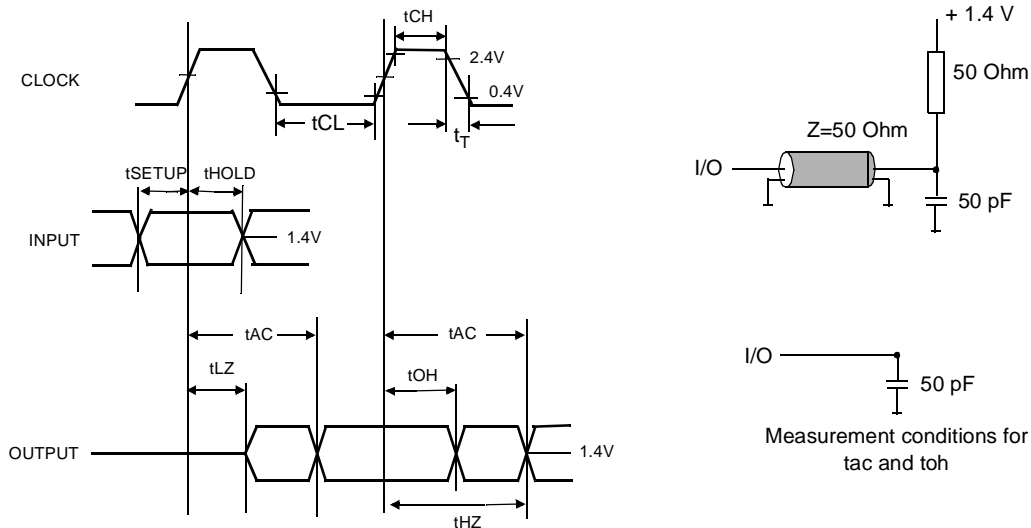 tCH
2.4V
CLOCK
0.4V
tCL
tT
tSETUP
tHOLD
INPUT
1.4V
tAC
tAC
tLZ
tOH
OUTPUT
1.4V
tHZ
+ 1.4 V
50 Ohm
Z=50 Ohm
I/O
50 pF
I/O
50 pF
Measurement conditions for
tac and toh